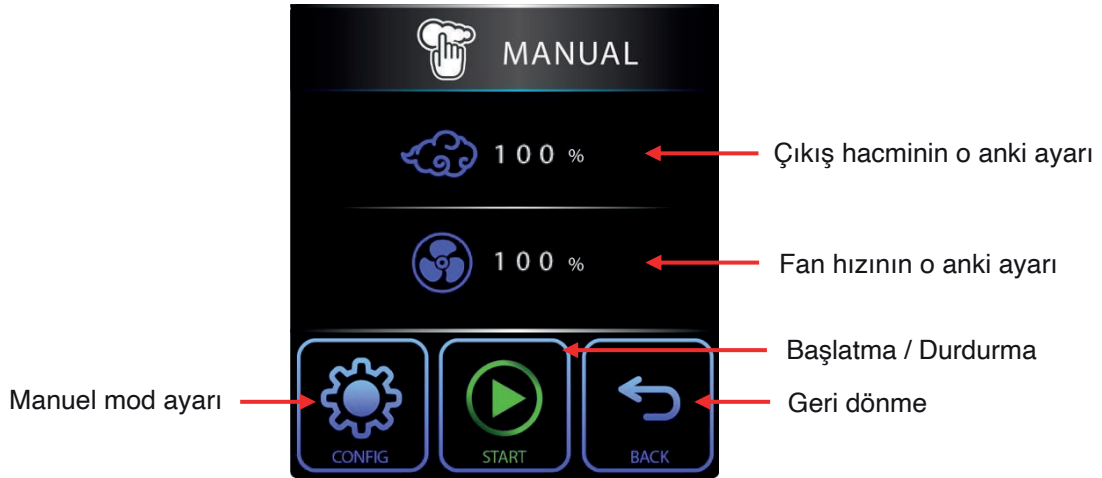 MANUAL
100 %
Çıkış hacminin o anki ayarı
100 %
Fan hızının o anki ayarı
Başlatma / Durdurma
Manuel mod ayarı
Geri dönme
CONFIG
START
BACK